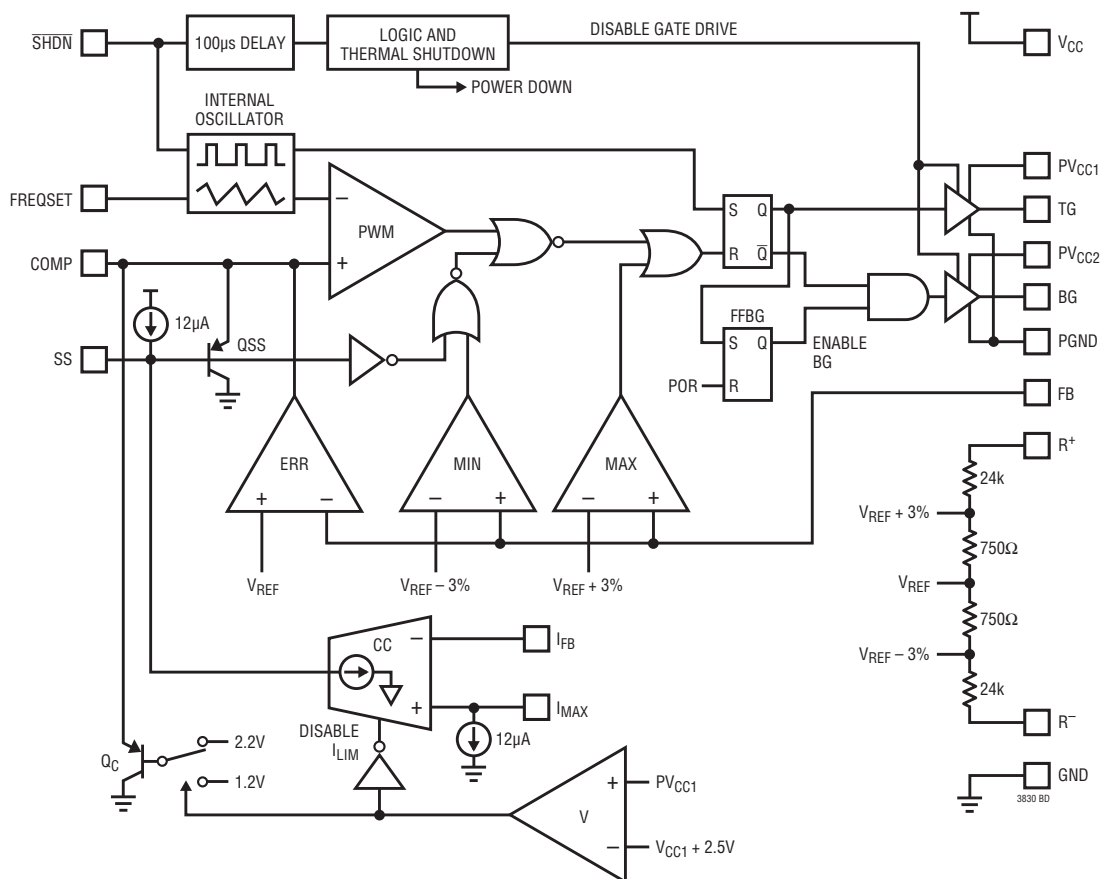 SHDN
100µs DELAY
LOGIC AND
THERMAL SHUTDOWN
DISABLE GATE DRIVE
VCC
POWER DOWN
INTERNAL
OSCILLATOR
PVCC1
FREQSET
−
PWM
+
S Q
R Q
TG
COMP
PVCC2
12µA
FFBG
BG
SS
QSS
S Q
R
ENABLE
BG
PGND
POR
FB
ERR
+ −
MIN
− +
MAX
− +
R+
24k
VREF + 3%
750Ω
VREF
VREF − 3%
VREF + 3%
VREF
750Ω
VREF − 3%
24k
R−
CC
−
+
IFB
IMAX
12µA
DISABLE
ILIM
QC
2.2V
1.2V
V
+
−
PVCC1
VCC1 + 2.5V
GND
3830 BD